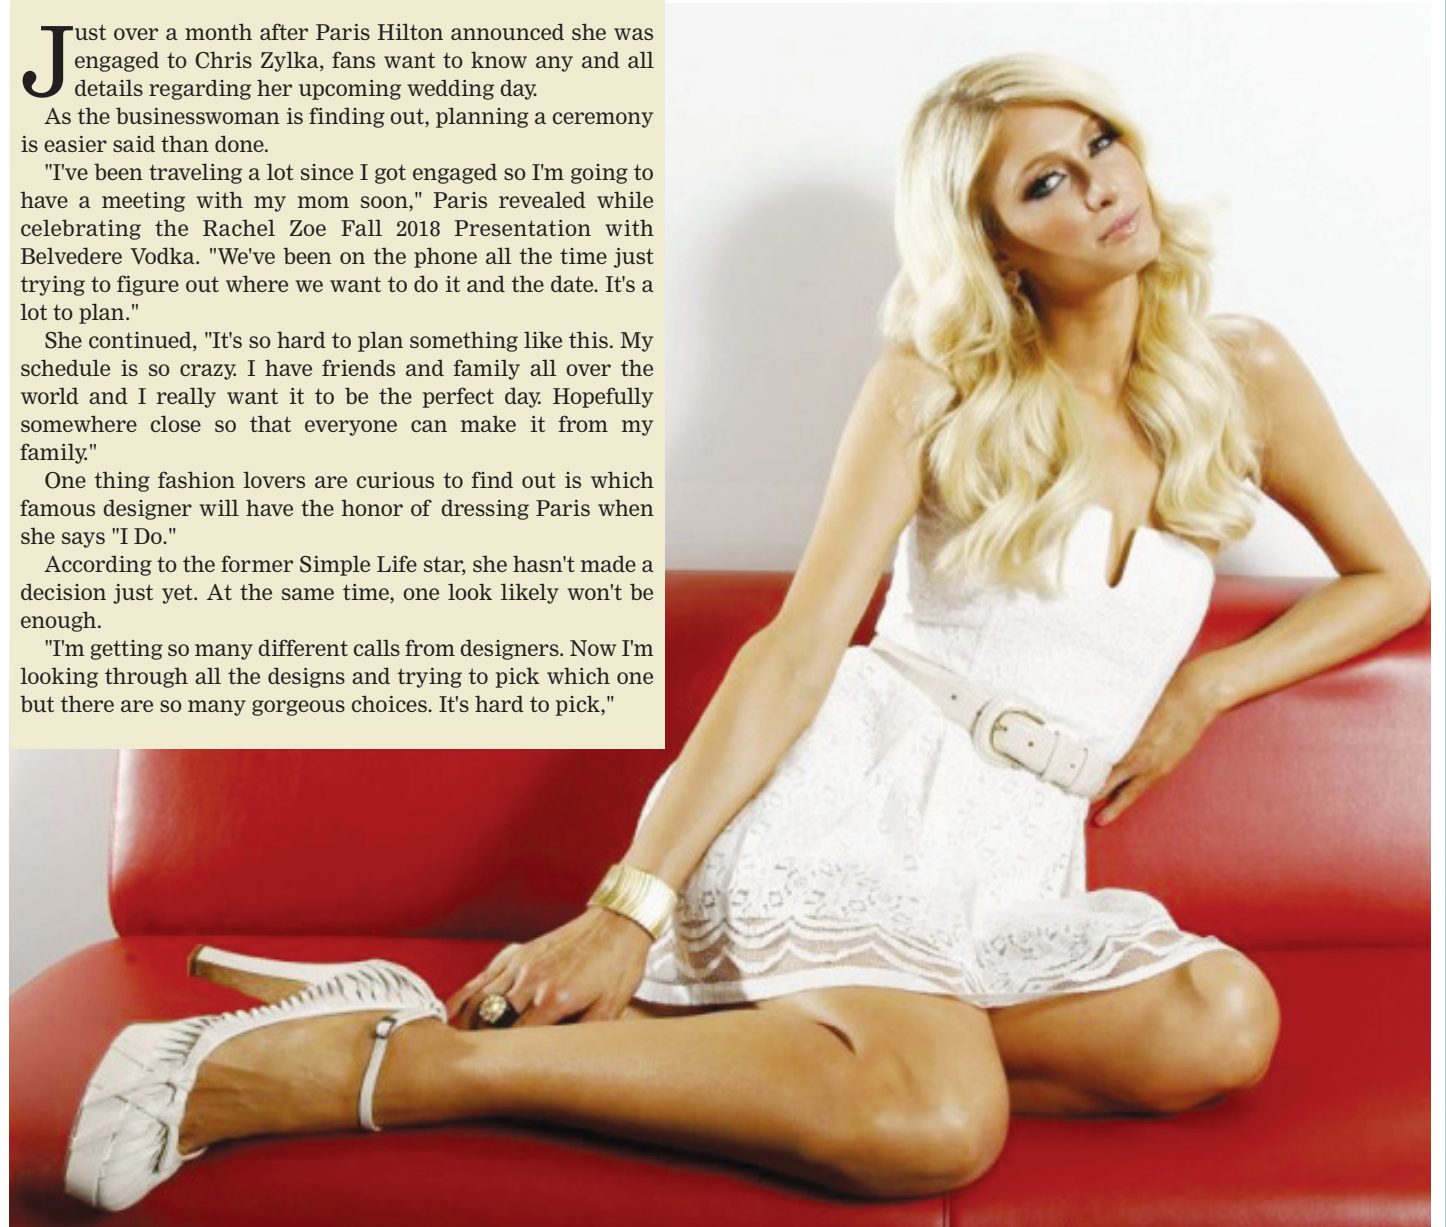 Just over a month after Paris Hilton announced she was
engaged to Chris Zylka, fans want to know any and all
details regarding her upcoming wedding day.
As the businesswoman is finding out, planning a ceremony
is easier said than done.
"I've been traveling a lot since I got engaged so I'm going to
have a meeting with my mom soon," Paris revealed while
celebrating the Rachel Zoe Fall 2018 Presentation with
Belvedere Vodka. "We've been on the phone all the time just
trying to figure out where we want to do it and the date. It's a
lot to plan."
She continued, "It's so hard to plan something like this. My
schedule is so crazy. I have friends and family all over the
world and I really want it to be the perfect day. Hopefully
somewhere close so that everyone can make it from my
family."
One thing fashion lovers are curious to find out is which
famous designer will have the honor of dressing Paris when
she says "I Do."
According to the former Simple Life star, she hasn't made a
decision just yet. At the same time, one look likely won't be
enough.
"I'm getting so many different calls from designers. Now I'm
looking through all the designs and trying to pick which one
but there are so many gorgeous choices. It's hard to pick,"